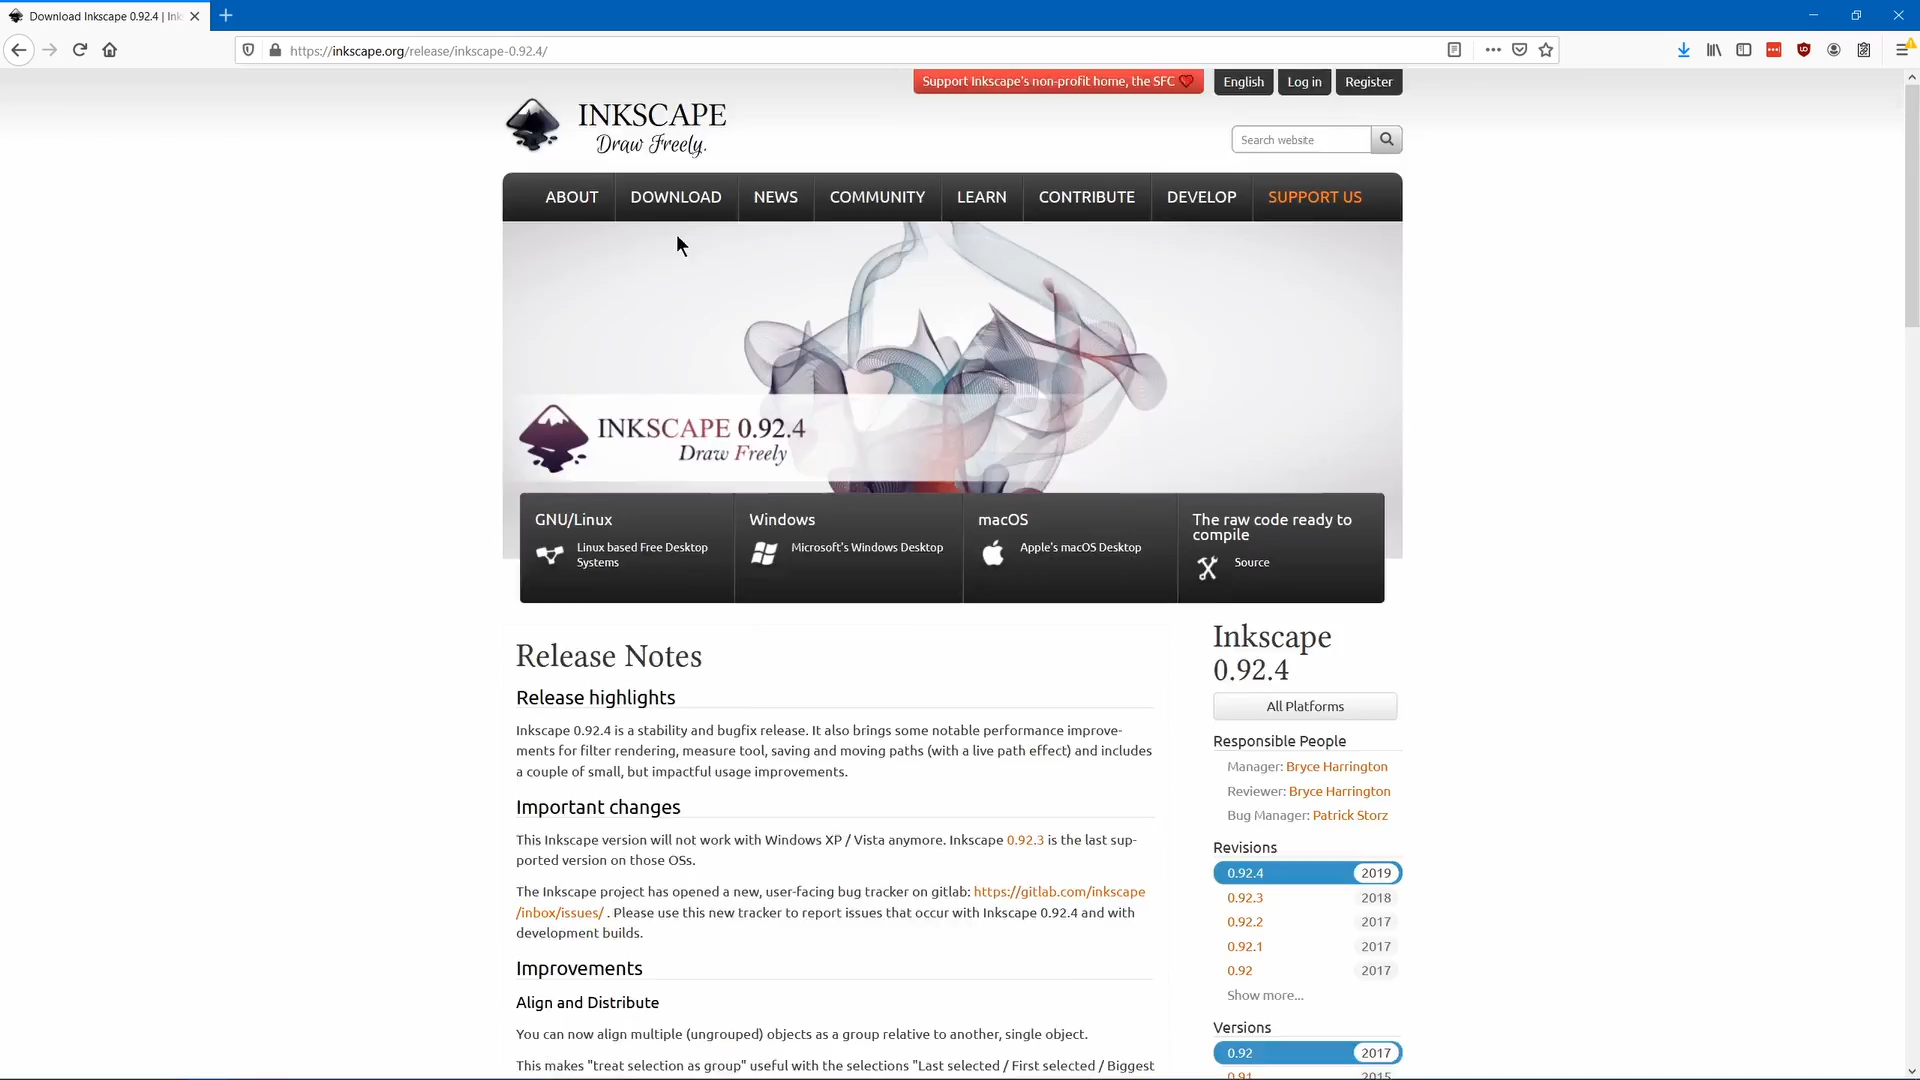 Download Inkscape 0.92.4 | Ink
https://inkscape.org/release/inkscape-0.92.4/
Support Inkscape's non-profit home, the SFC
English
Log in
Register
INKSCAPE
Draw Freely.
Search website
ABOUT
DOWNLOAD
NEWS
COMMUNITY
LEARN
CONTRIBUTE
DEVELOP
SUPPORT US
INKSCAPE 0.92.4
Draw Freely
GNU/Linux
Linux based Free Desktop
Systems
Windows
Microsoft's Windows Desktop
macOS
Apple's macOS Desktop
The raw code ready to
compile
Source
Release Notes
Release highlights
Inkscape 0.92.4 is a stability and bugfix release. It also brings some notable performance improve-
ments for filter rendering, measure tool, saving and moving paths (with a live path effect) and includes
a couple of small, but impactful usage improvements.
Important changes
This Inkscape version will not work with Windows XP / Vista anymore. Inkscape 0.92.3 is the last sup-
ported version on those OSs.
The Inkscape project has opened a new, user-facing bug tracker on gitlab: https://gitlab.com/inkscape
/inbox/issues/ . Please use this new tracker to report issues that occur with Inkscape 0.92.4 and with
development builds.
Improvements
Align and Distribute
You can now align multiple (ungrouped) objects as a group relative to another, single object.
This makes "treat selection as group" useful with the selections "Last selected / First selected / Biggest
Inkscape
0.92.4
All Platforms
Responsible People
Manager: Bryce Harrington
Reviewer: Bryce Harrington
Bug Manager: Patrick Storz
Revisions
0.92.4 2019
0.92.3 2018
0.92.2 2017
0.92.1 2017
0.92 2017
Show more...
Versions
0.92 2017
0.91 2015